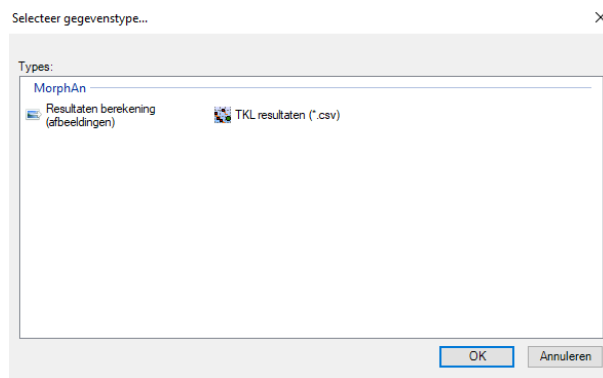 Selecteer gegevenstype...
Types:
MorphAn
Resultaten berekening
(afbeeldingen)
TKL resultaten (*.csv)
OK
Annuleren